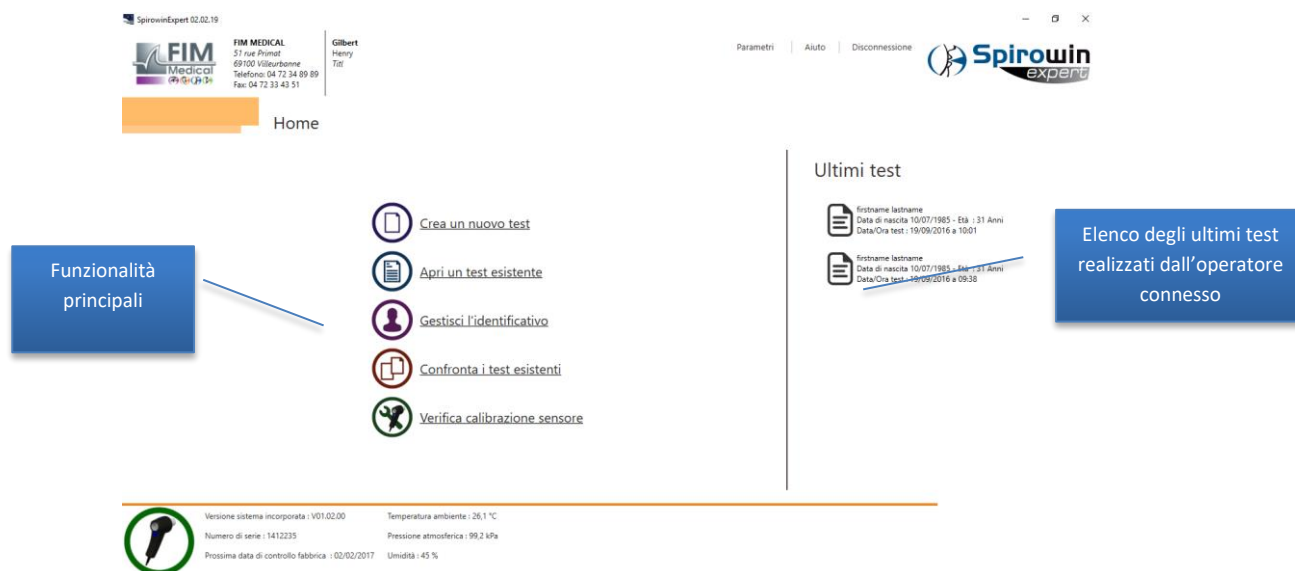 SpirowinExpert 02.02.19
FIM
Medical
FIM MEDICAL
51 rue Primat
69100 Villeurbanne
Telefono: 04 72 34 89 89
Fax: 04 72 33 43 51
Gilbert
Henry
Titi
Parametri
Aiuto
Disconnessione
Spirowin
expert
Home
Ultimi test
firstname lastname
Data di nascita 10/07/1985 - Età : 31 Anni
Data/Ora test : 19/09/2016 a 10:01
firstname lastname
Data di nascita 10/07/1985 - Età : 31 Anni
Data/Ora test : 19/09/2016 a 09:38
Elenco degli ultimi test
realizzati dall'operatore
connesso
Funzionalità
principali
Crea un nuovo test
Apri un test esistente
Gestisci l'identificativo
Confronta i test esistenti
Verifica calibrazione sensore
Versione sistema incorporata : V01.02.00
Numero di serie : 1412235
Prossima data di controllo fabbrica : 02/02/2017
Temperatura ambiente : 26,1 °C
Pressione atmosferica : 99,2 kPa
Umidità : 45 %